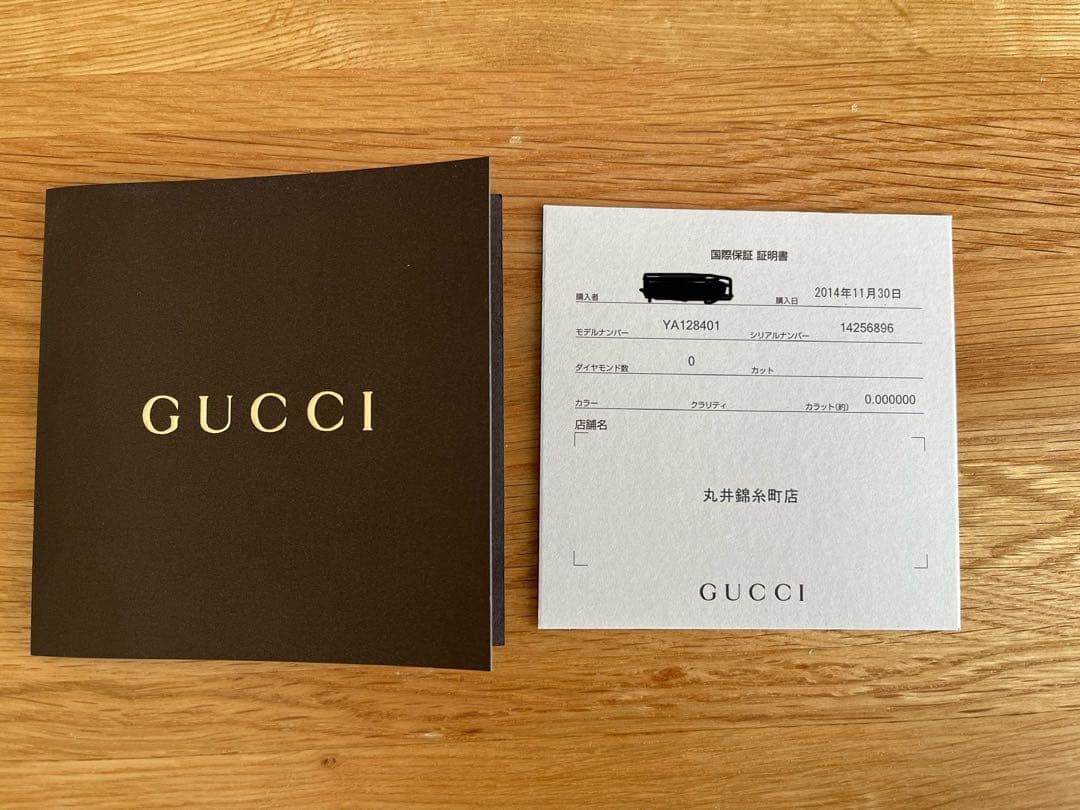 GUCCI
国際保証 証明書
購入者 購入日 2014年11月30日
モデルナンバー YA128401 シリアルナンバー 14256896
ダイヤモンド数 0 カット
カラー クラリティ カラット(約) 0.000000
店舗名
丸井錦糸町店
GUCCI